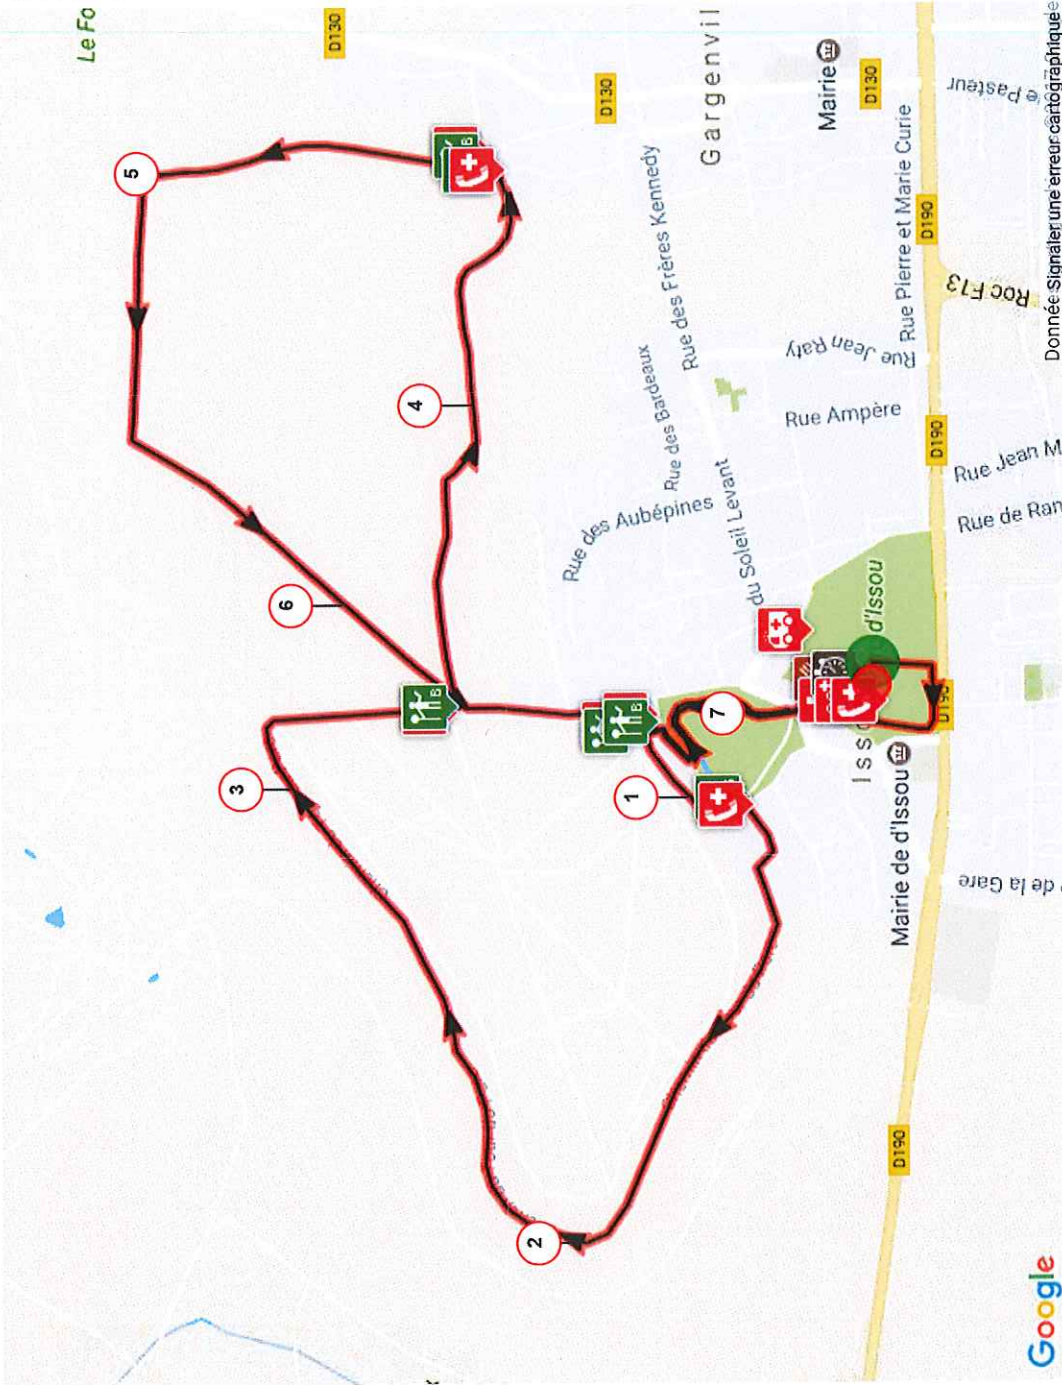 Le Fo
D130
D130
Gargenvil
Mairie
D130
le Pasteur
5
Rue des Frères Kennedy
Rue Pierre et Marie Curie
D190
Roc F13
Rue Jean Raty
Rue des Bardeaux
4
Rue Ampère
D190
Rue Jean M
Rue de Ran
Rue des Aubépines
du Soleil Levant
d'Issou
6
B
B
B
7
D190
Iss
Mairie de d'Issou
3
1
de la Gare
2
D190
Google
Signaler une erreur cartographique